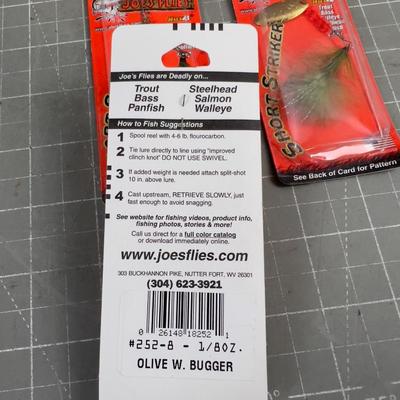 JOE'S FLIES
SHORT STRIKER
Trout
Bass
Walleye
See Back of Card for Pattern
Joe's Flies are Deadly on...
Trout Steelhead
Bass Salmon
Panfish Walleye
How to Fish Suggestions
1 Spool reel with 4-6 lb. flourocarbon.
2 Tie lure directly to line using "improved
clinch knot" DO NOT USE SWIVEL.
3 If added weight is needed attach split-shot
10 in. above lure.
4 Cast upstream, RETRIEVE SLOWLY, just
fast enough to avoid snagging.
See website for fishing videos, product info,
fishing photos, stories & more!
Call us direct for a full color catalog
or download immediately online.
www.joesflies.com
303 BUCKHANNON PIKE, NUTTER FORT, WV 26301
(304) 623-3921
0 26148 18252 1
#252-8 - 1/8OZ.
OLIVE W. BUGGER